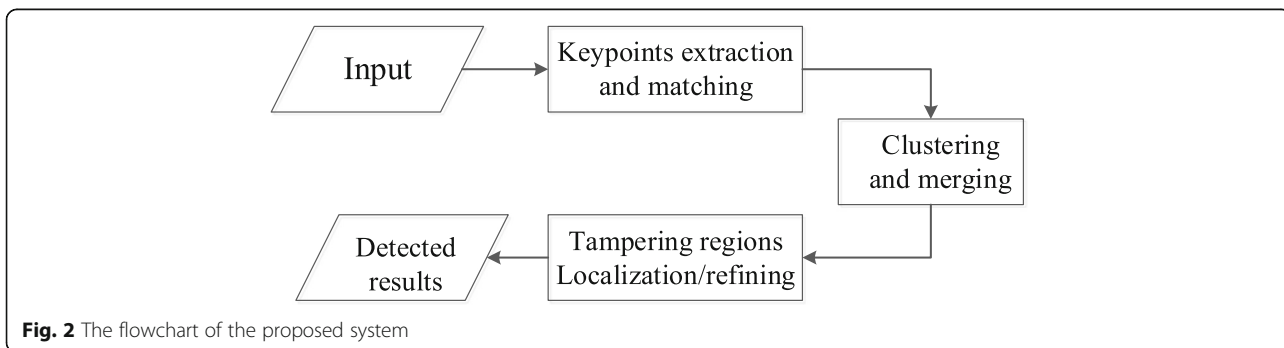 Input
Keypoints extraction
and matching
Clustering
and merging
Tampering regions
Localization/refining
Detected
results
Fig. 2 The flowchart of the proposed system